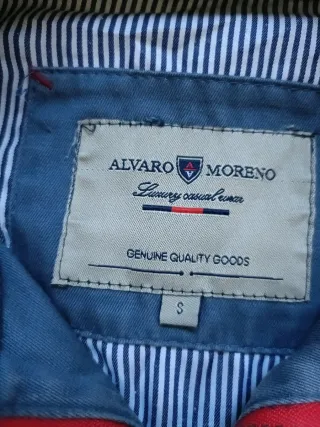 ALVARO MORENO
Luxury casual wear
GENUINE QUALITY GOODS
S